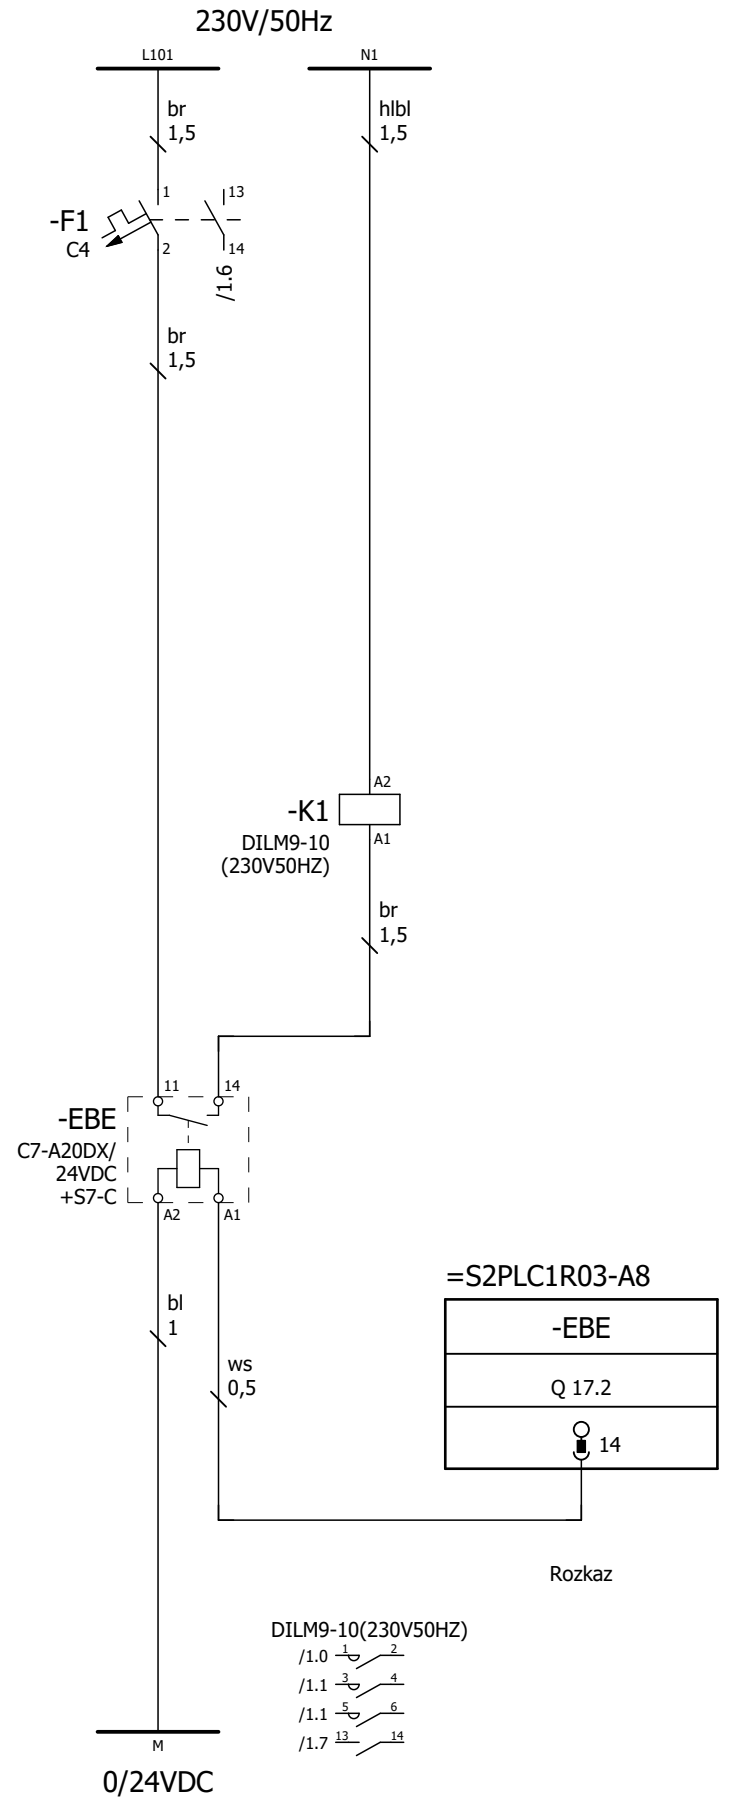 230V/50Hz
L101
N1
br
1,5
hlbl
1,5
1
13
-F1
C4
2
14
/1.6
br
1,5
A2
-K1
DILM9-10
(230V50HZ)
A1
br
1,5
11
14
-EBE
C7-A20DX/
24VDC
+S7-C
A2
A1
=S2PLC1R03-A8
-EBE
Q 17.2
14
bl
1
ws
0,5
Rozkaz
DILM9-10(230V50HZ)
/1.0 1 2
/1.1 3 4
/1.1 5 6
/1.7 13 14
M
0/24VDC